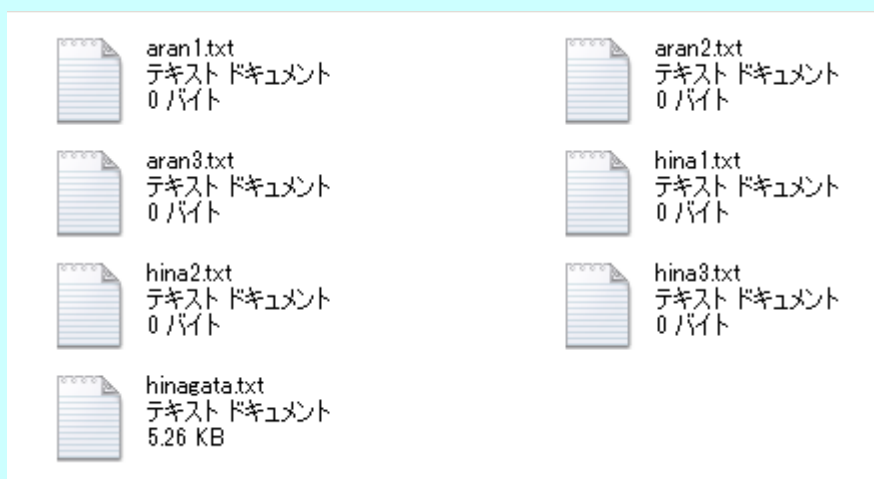 aran1.txt
テキスト ドキュメント
0 バイト
aran2.txt
テキスト ドキュメント
0 バイト
aran3.txt
テキスト ドキュメント
0 バイト
hina1.txt
テキスト ドキュメント
0 バイト
hina2.txt
テキスト ドキュメント
0 バイト
hina3.txt
テキスト ドキュメント
0 バイト
hinagata.txt
テキスト ドキュメント
5.26 KB